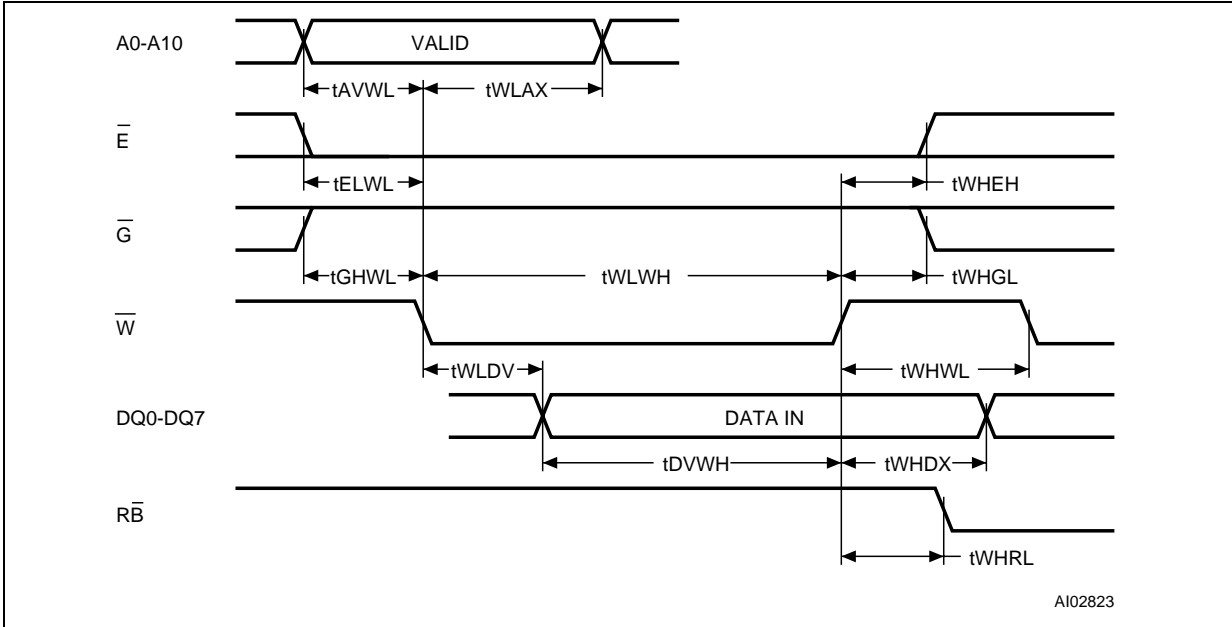 A0-A10
VALID
tAVWL
tWLAX
E̅
tELWL
tWHEH
G̅
tGHWL
tWLWH
tWHGL
W̅
tWLDV
tWHWL
DQ0-DQ7
DATA IN
tDVWH
tWHDX
RB̅
tWHRL
AI02823